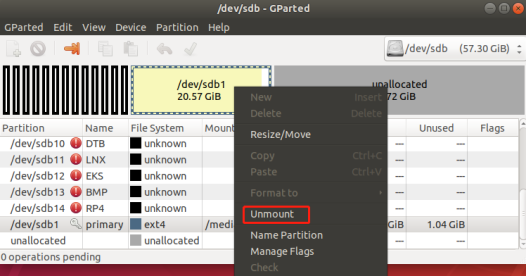 /dev/sdb - GParted
GParted Edit View Device Partition Help
/dev/sdb (57.30 GiB)
/dev/sdb1
20.57 GiB
unallocated
72 GiB
Partition Name File System Mount Unused Flags
/dev/sdb10 DTB unknown ---
/dev/sdb11 LNX unknown ---
/dev/sdb12 EKS unknown ---
/dev/sdb13 BMP unknown ---
/dev/sdb14 RP4 unknown ---
/dev/sdb1 primary ext4 /medi GiB 1.04 GiB
unallocated unallocated --- ---
0 operations pending
New Insert
Delete Delete
Resize/Move
Copy Ctrl+C
Paste Ctrl+V
Format to
Unmount
Name Partition
Manage Flags
Check